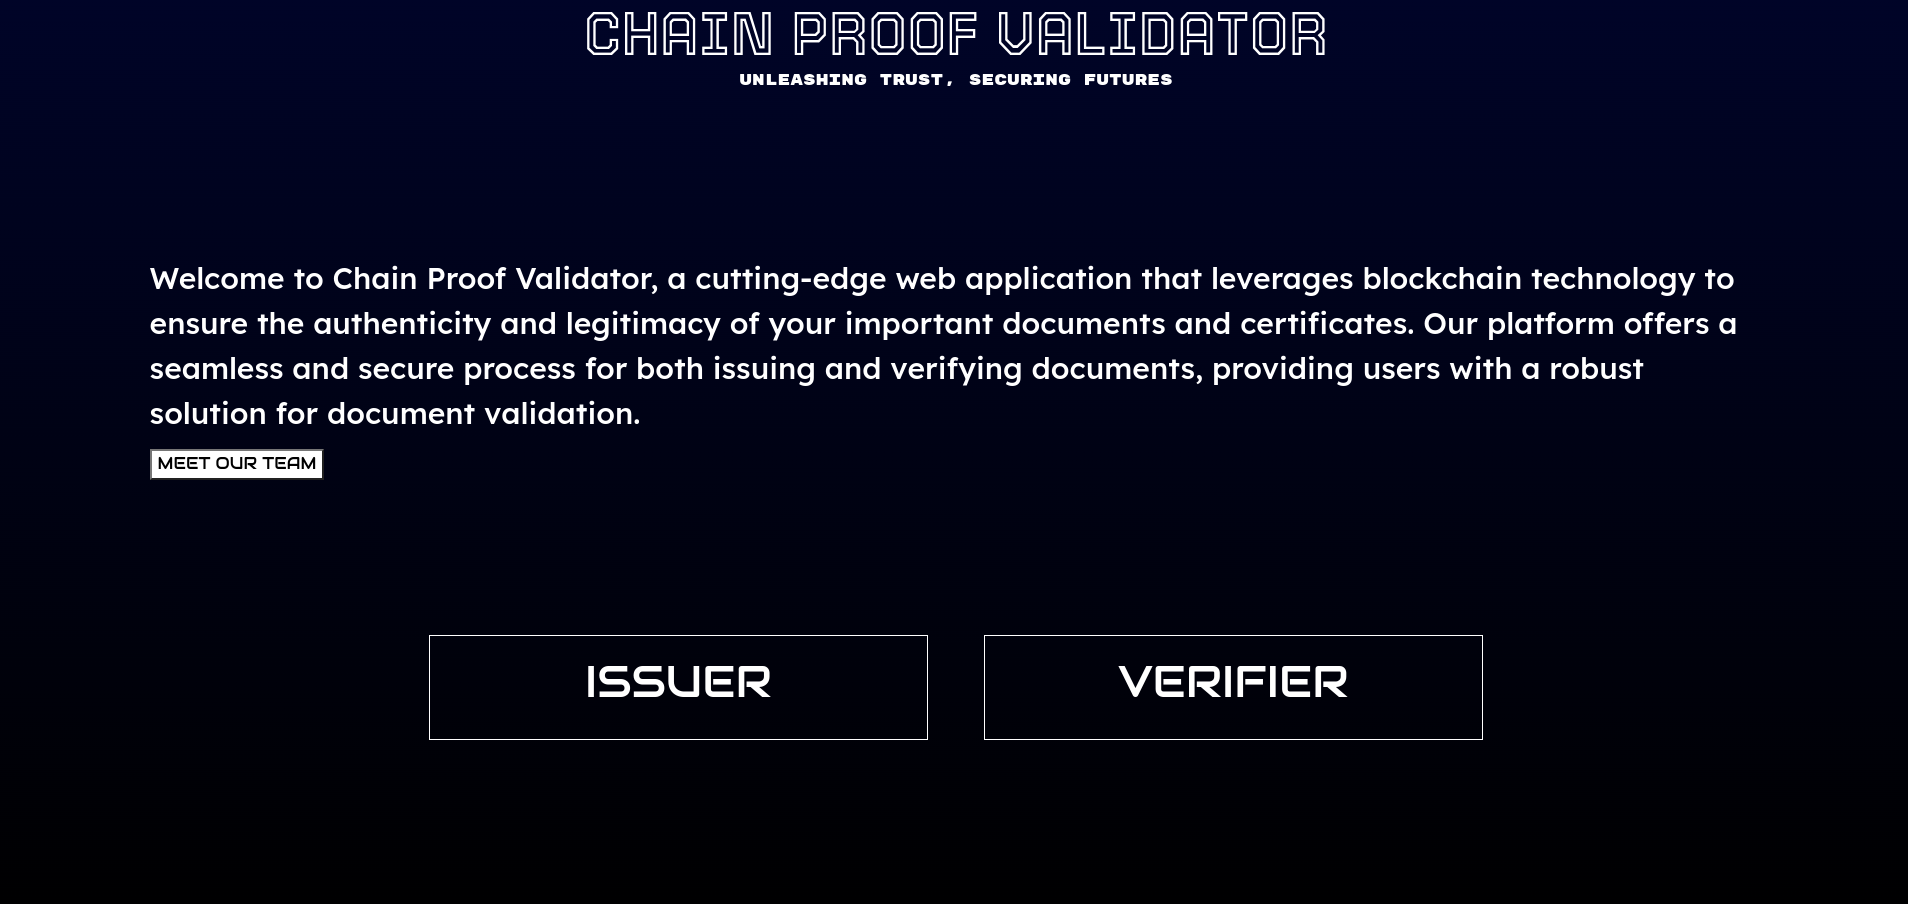 CHAIN PROOF VALIDATOR
UNLEASHING TRUST, SECURING FUTURES
Welcome to Chain Proof Validator, a cutting-edge web application that leverages blockchain technology to
ensure the authenticity and legitimacy of your important documents and certificates. Our platform offers a
seamless and secure process for both issuing and verifying documents, providing users with a robust
solution for document validation.
MEET OUR TEAM
ISSUER
VERIFIER